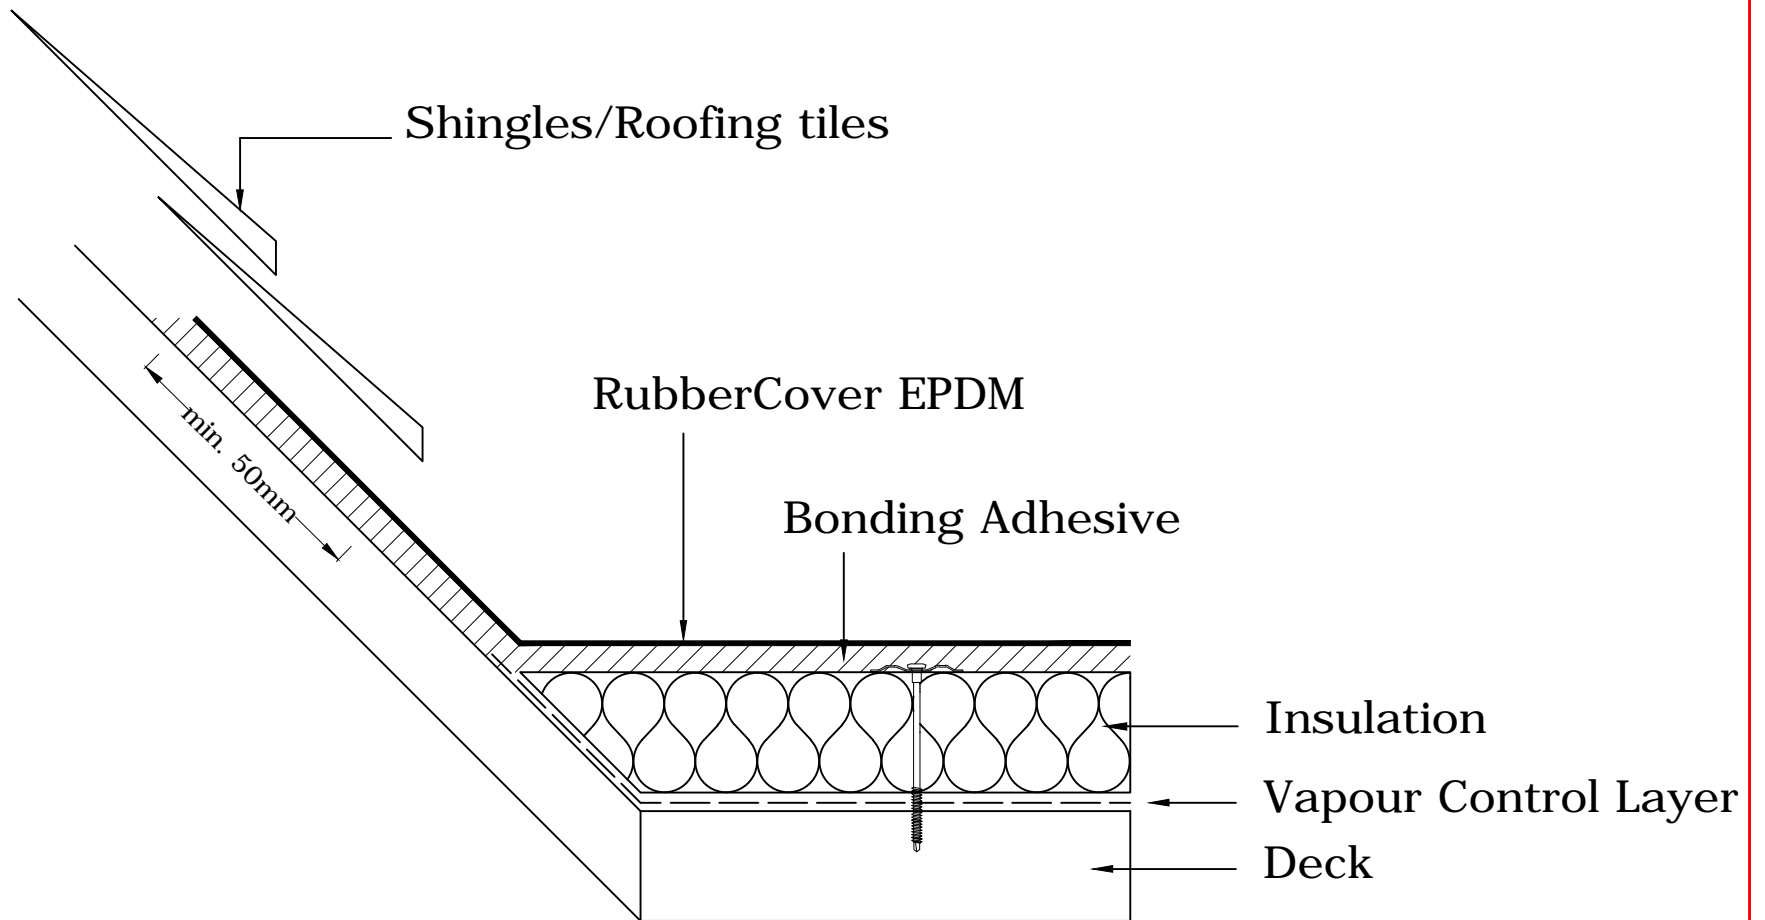 Shingles/Roofing tiles
RubberCover EPDM
min. 50mm
Bonding Adhesive
Insulation
Vapour Control Layer
Deck